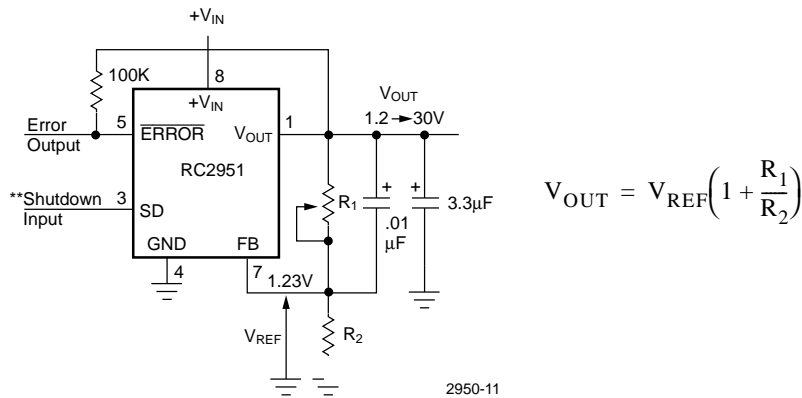 +V_IN
100K
8
+V_IN
Error
Output
5
ERROR
V_OUT
1
V_OUT
1.2→30V
RC2951
**Shutdown
Input
3
SD
R_1
+
.01
μF
+
3.3μF
GND
FB
4
7
1.23V
V_REF
R_2
2950-11
V_OUT = V_REF(1 + R_1/R_2)